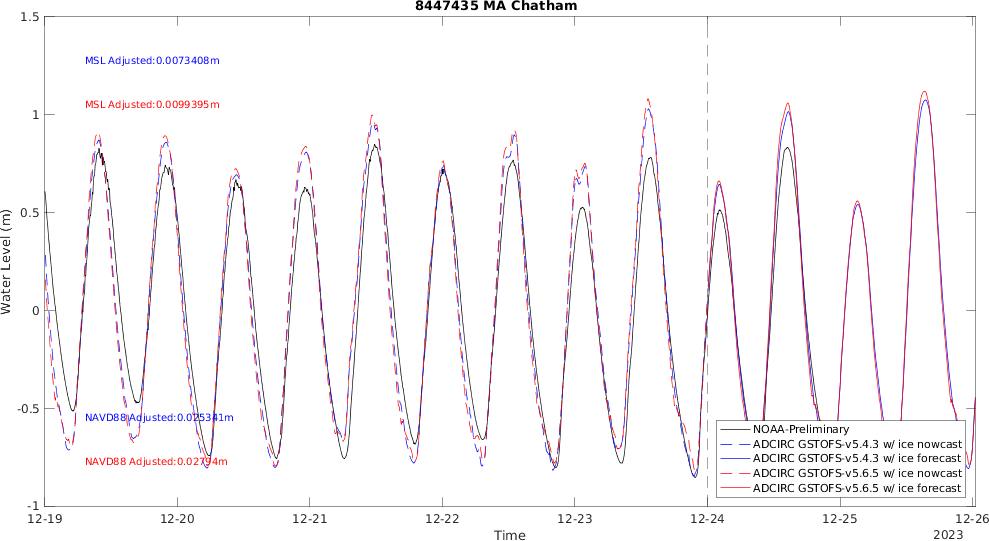 8447435 MA Chatham
1.5
MSL Adjusted:0.0073408m
MSL Adjusted:0.0099395m
1
0.5
0
Water Level (m)
-0.5
NAVD88 Adjusted:0.025341m
NAVD88 Adjusted:0.02794m
NOAA-Preliminary
ADCIRC GSTOFS-v5.4.3 w/ ice nowcast
ADCIRC GSTOFS-v5.4.3 w/ ice forecast
ADCIRC GSTOFS-v5.6.5 w/ ice nowcast
ADCIRC GSTOFS-v5.6.5 w/ ice forecast
-1
12-19 12-20 12-21 12-22 12-23 12-24 12-25 12-26
Time
2023